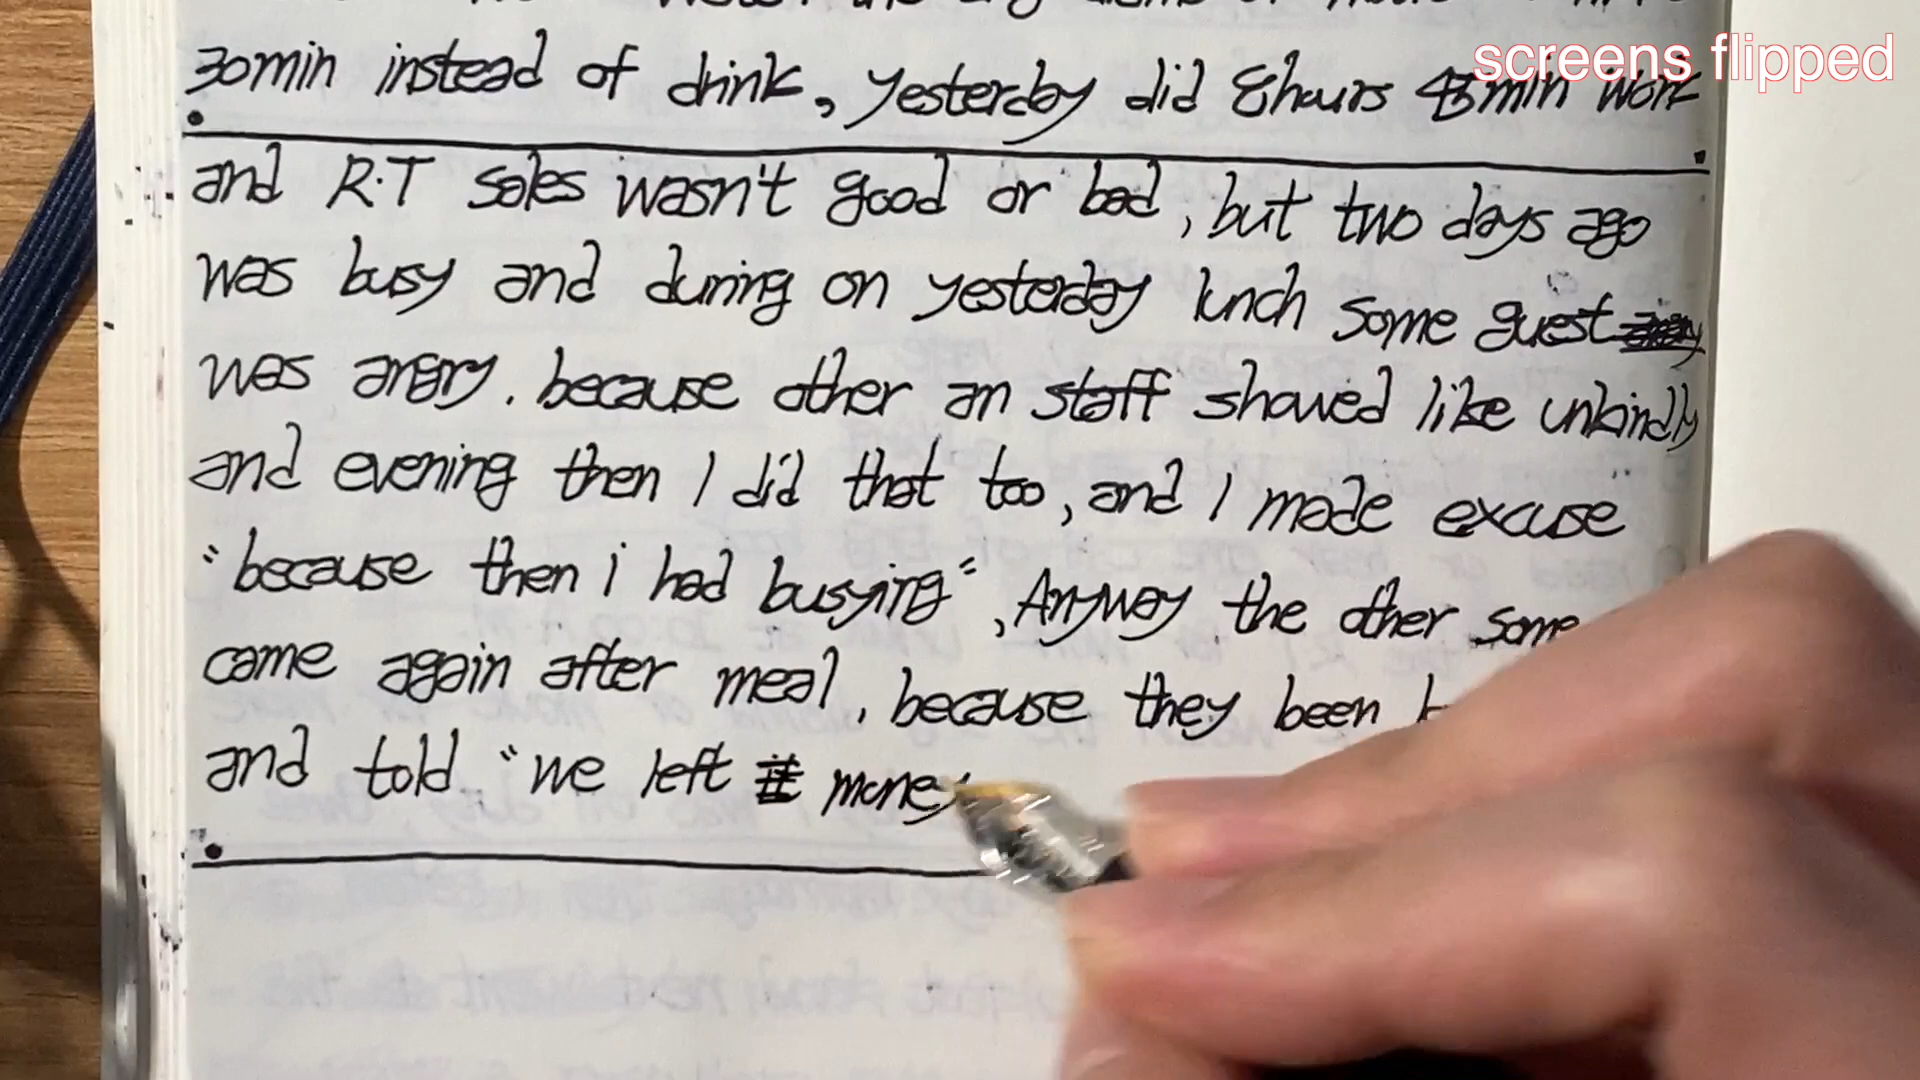 screens flipped
30min instead of drink, yesterday did 8hours 43min work
and R.T sales wasn't good or bad, but two days ago
was busy and during on yesterday lunch some guest
was angry. because other an staff showed like unkindly
and evening then I did that too, and I made excuse
"because then i had busying", Anyway the other some
came again after meal, because they been
and told "we left money